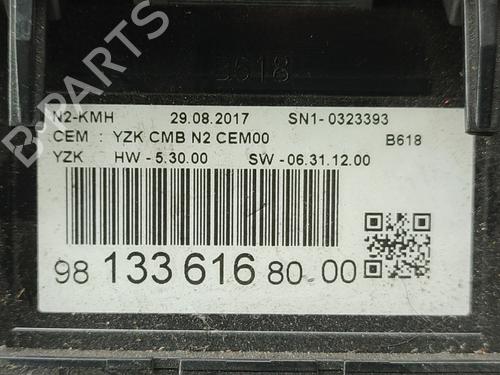 B-PARTS
B618
N2-KMH 29.08.2017 SN1-0323393
CEM : YZK CMB N2 CEM00 B618
YZK HW - 5.30.00 SW - 06.31.12.00
98 133 616 80 00